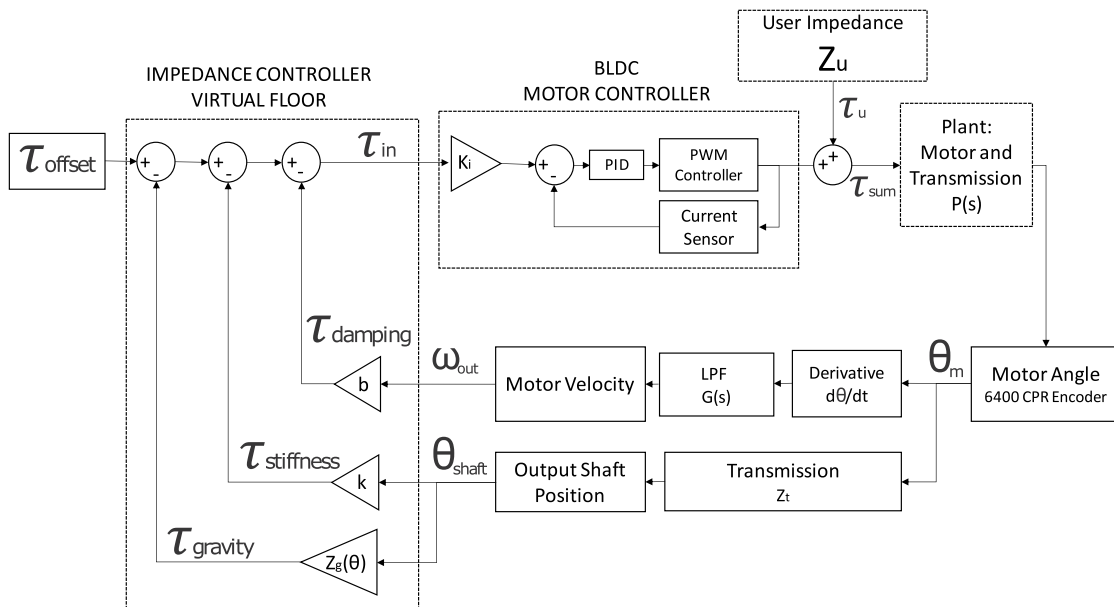 User Impedance
Zu
IMPEDANCE CONTROLLER
VIRTUAL FLOOR
BLDC
MOTOR CONTROLLER
τu
Plant:
Motor and
Transmission
P(s)
τoffset
+
-
+
-
+
-
τin
Ki
+
-
PID
PWM
Controller
Current
Sensor
+
+
τsum
τdamping
b
ωout
Motor Velocity
LPF
G(s)
Derivative
dθ/dt
θm
Motor Angle
6400 CPR Encoder
τstiffness
k
θshaft
Output Shaft
Position
Transmission
Zt
τgravity
Zg(θ)